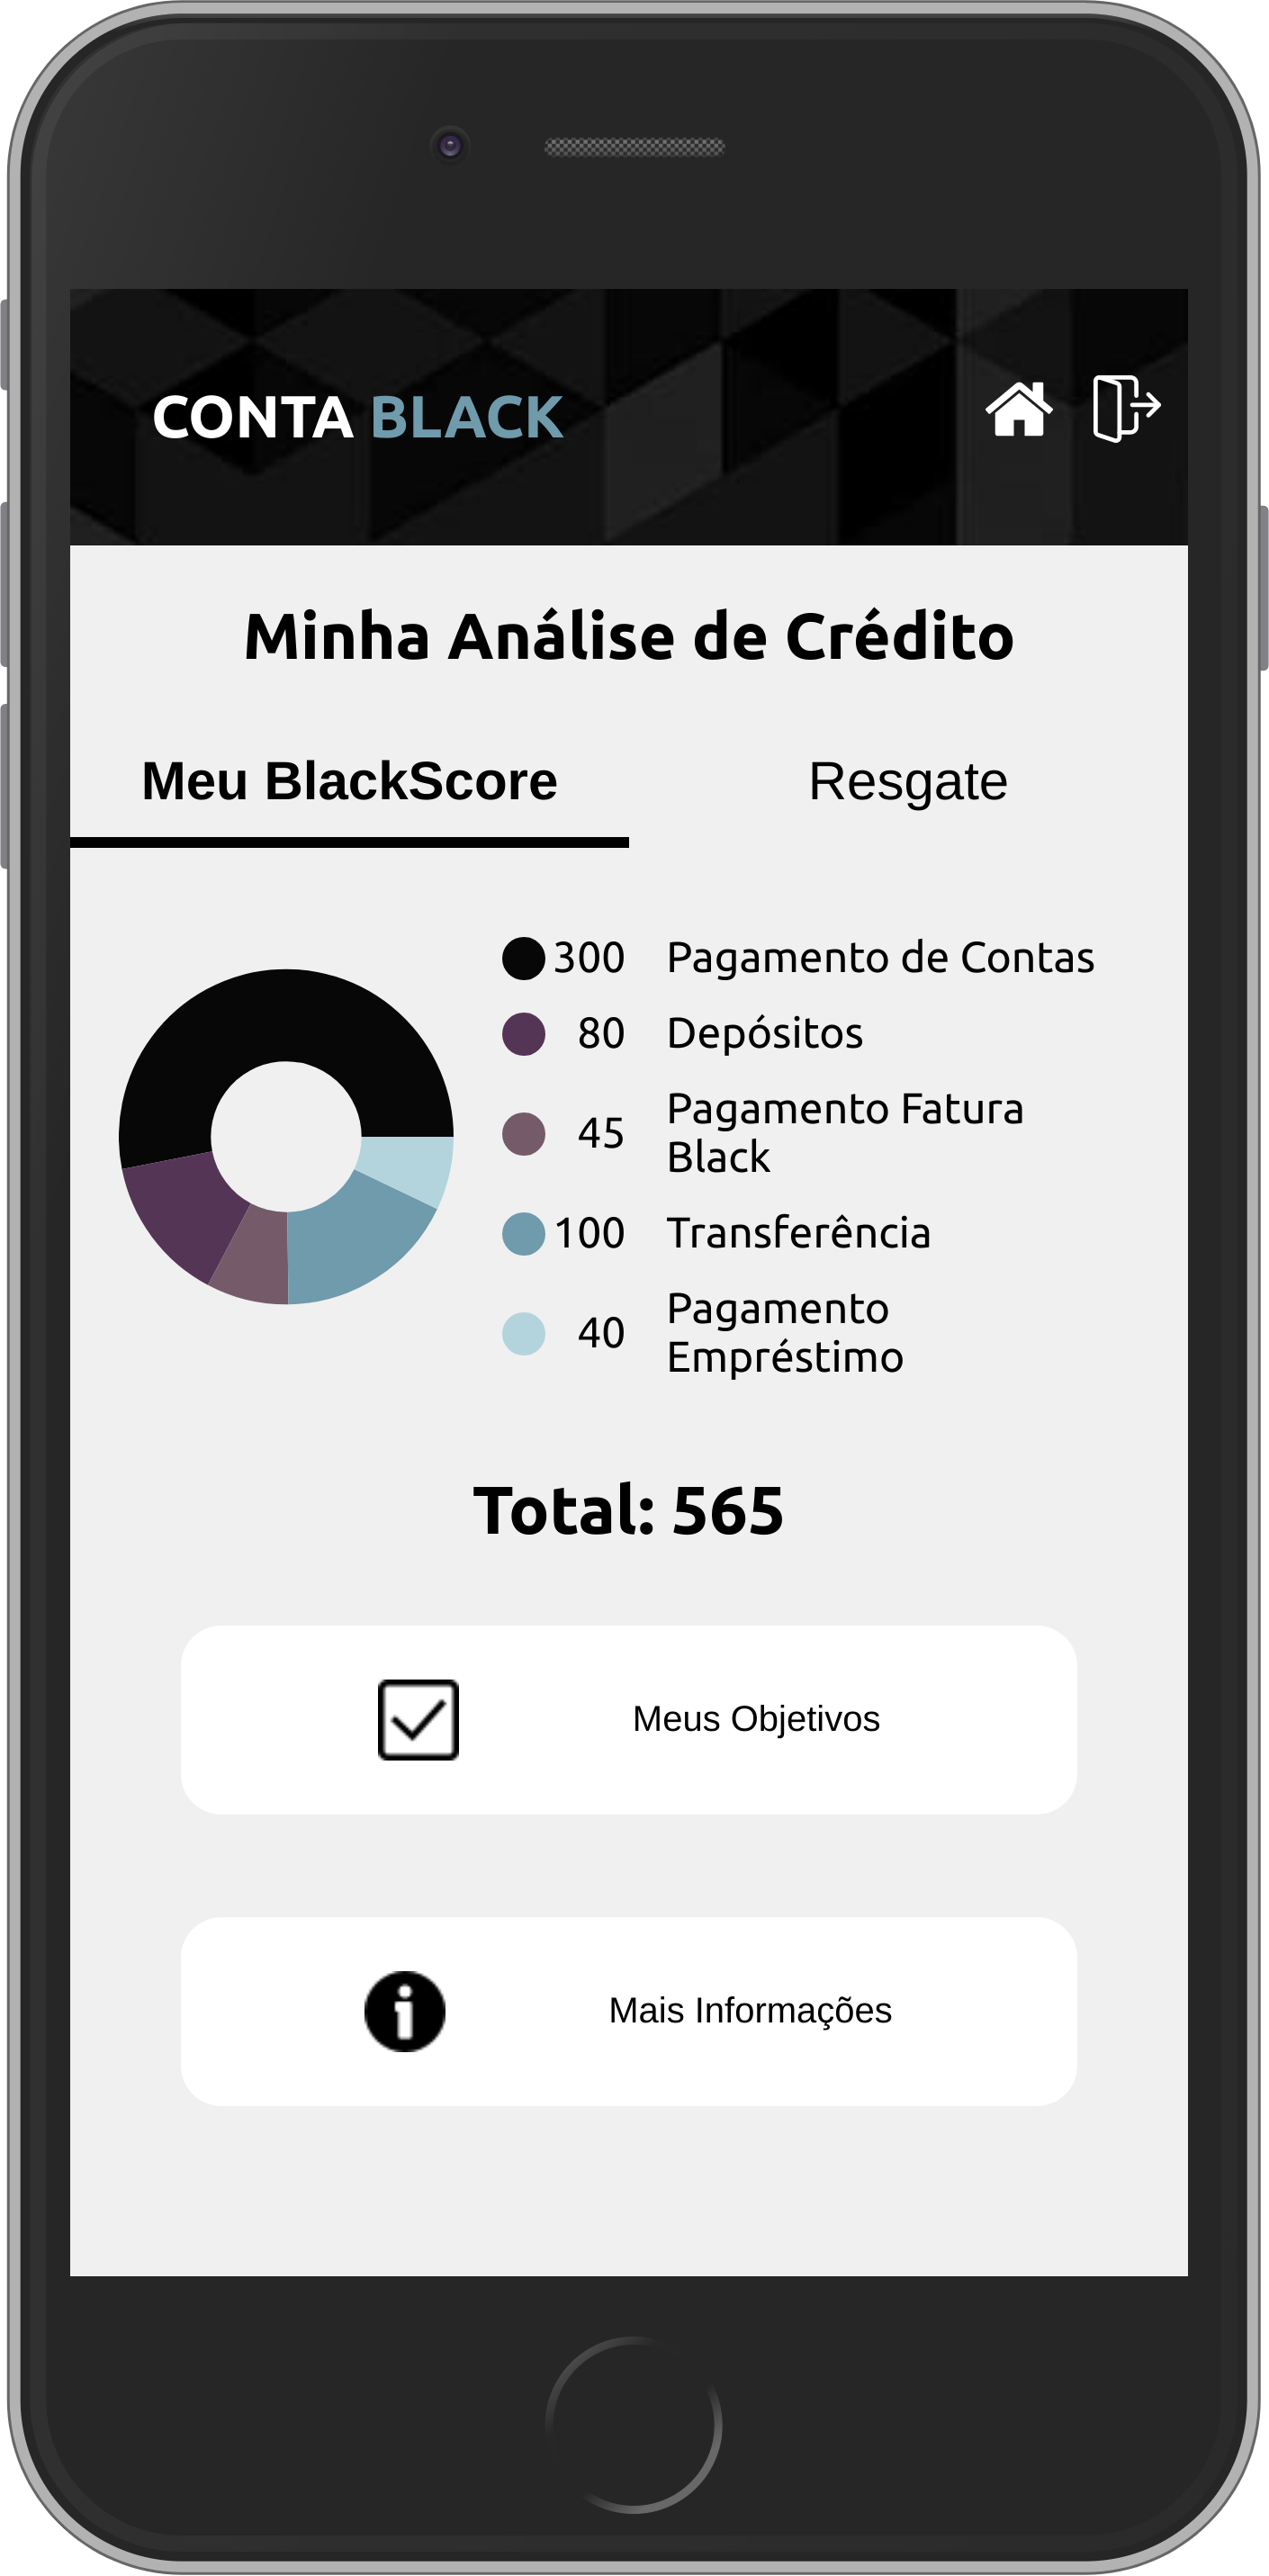 CONTA BLACK
Minha Análise de Crédito
Meu BlackScore Resgate
300 Pagamento de Contas
80 Depósitos
45 Pagamento Fatura
Black
100 Transferência
40 Pagamento
Empréstimo
Total: 565
Meus Objetivos
Mais Informações